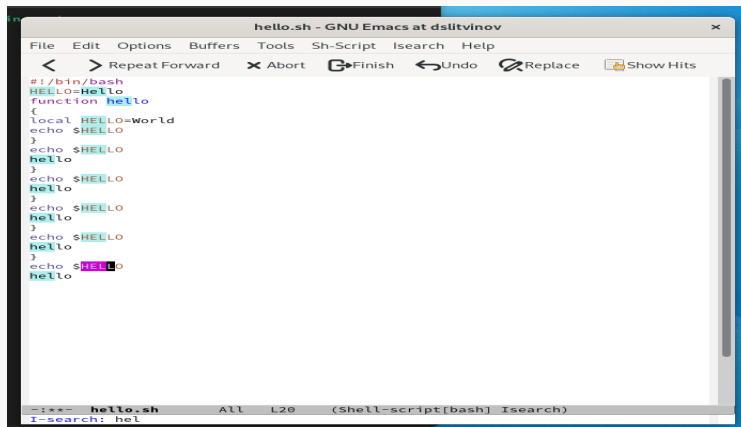 in
hello.sh - GNU Emacs at dslitvinov
File Edit Options Buffers Tools Sh-Script Isearch Help
Repeat Forward Abort Finish Undo Replace Show Hits
#!/bin/bash
HELLO=Hello
function hello
{
local HELLO=World
echo $HELLO
}
echo $HELLO
hello
}
echo $HELLO
hello
}
echo $HELLO
hello
}
echo $HELLO
hello
}
echo $HELLO
hello
-:**- hello.sh All L20 (Shell-script[bash] Isearch)
I-search: hel